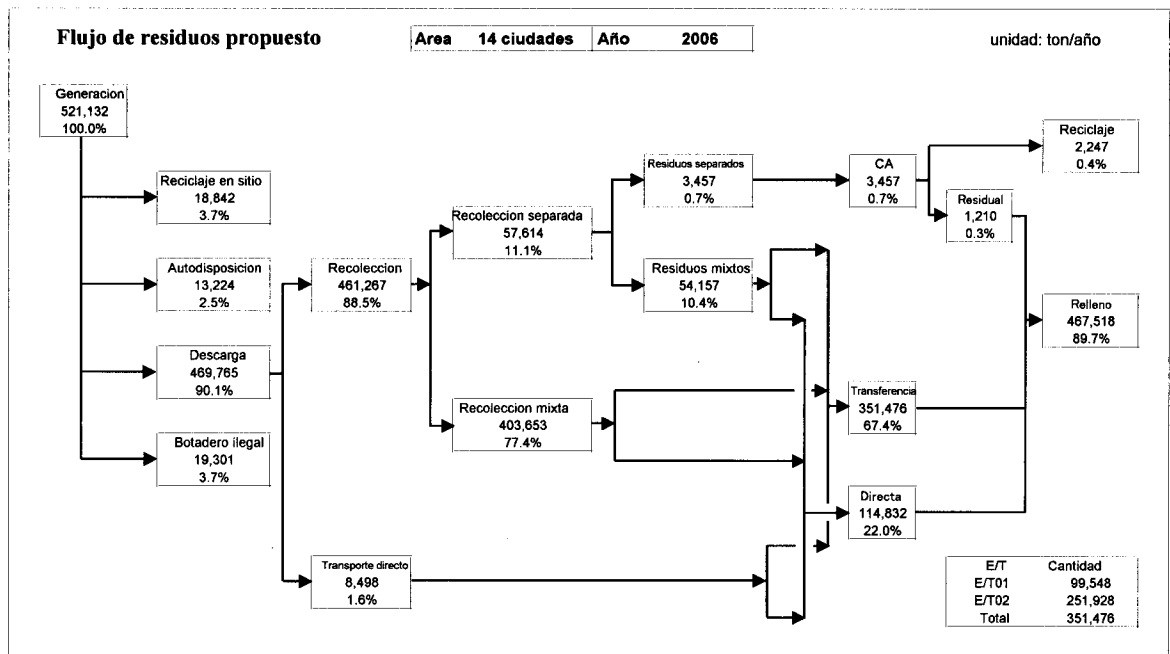 Flujo de residuos propuesto
Area 14 ciudades Año 2006
unidad: ton/año
Generacion
521,132
100.0%
Reciclaje en sitio
18,842
3.7%
Autodisposicion
13,224
2.5%
Descarga
469,765
90.1%
Botadero ilegal
19,301
3.7%
Recoleccion
461,267
88.5%
Transporte directo
8,498
1.6%
Recoleccion separada
57,614
11.1%
Recoleccion mixta
403,653
77.4%
Residuos separados
3,457
0.7%
Residuos mixtos
54,157
10.4%
CA
3,457
0.7%
Transferencia
351,476
67.4%
Directa
114,832
22.0%
Reciclaje
2,247
0.4%
Residual
1,210
0.3%
Relleno
467,518
89.7%
E/T Cantidad
E/T01 99,548
E/T02 251,928
Total 351,476